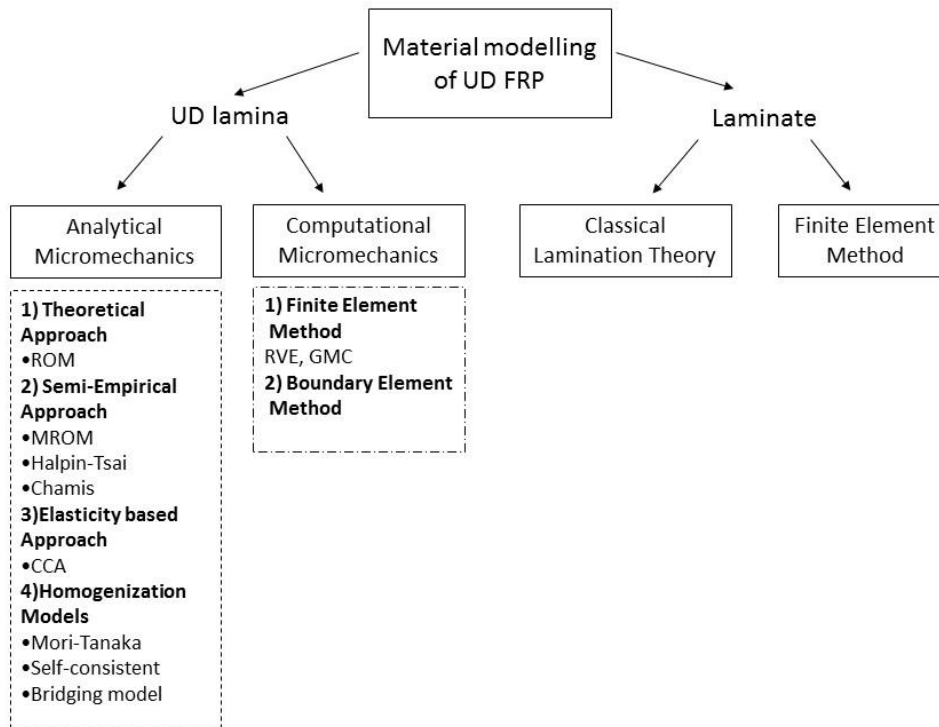 Material modelling
of UD FRP
UD lamina
Laminate
Analytical
Micromechanics
Computational
Micromechanics
Classical
Lamination Theory
Finite Element
Method
1) Theoretical
Approach
•ROM
2) Semi-Empirical
Approach
•MROM
•Halpin-Tsai
•Chamis
3)Elasticity based
Approach
•CCA
4)Homogenization
Models
•Mori-Tanaka
•Self-consistent
•Bridging model
1) Finite Element
Method
RVE, GMC
2) Boundary Element
Method